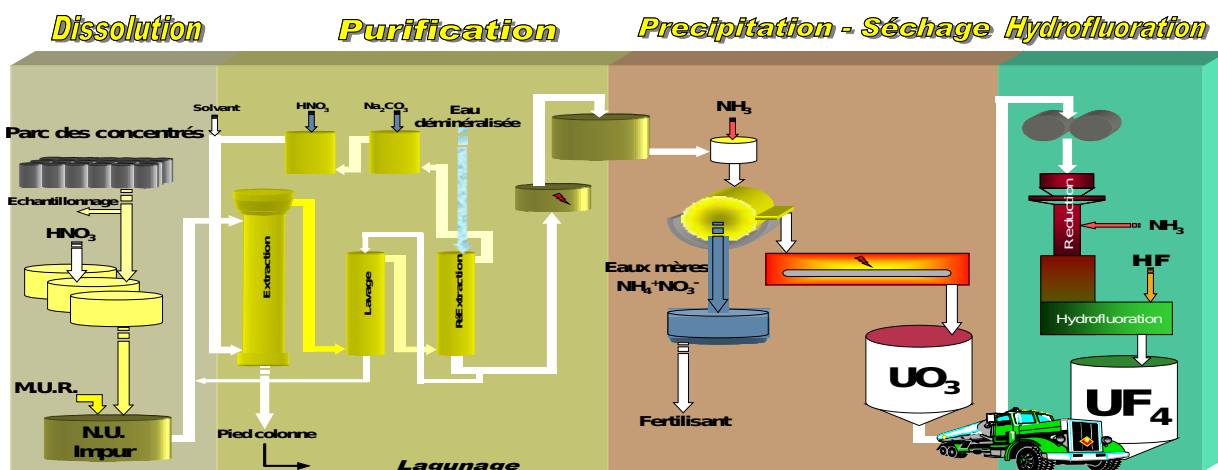 Dissolution
Purification
Precipitation - Séchage
Hydrofluoration
Parc des concentrés
Echantillonnage
HNO₃
M.U.R.
N.U.
Impur
Solvant
HNO₃
Na₂CO₃
Eau
déminéralisée
Extraction
Lavage
RéExtraction
Pied colonne
Lagunage
NH₃
Eaux mères
NH₄⁺NO₃⁻
Fertilisant
UO₃
Reduction
NH₃
HF
Hydrofluoration
UF₄